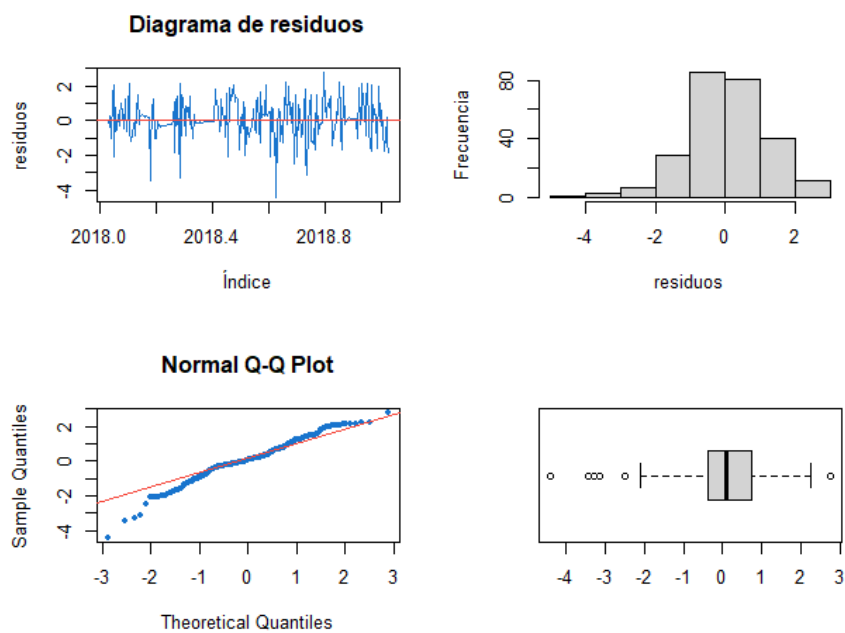 Diagrama de residuos
residuos
2
0
-2
-4
2018.0 2018.4 2018.8
Índice
Frecuencia
80
40
0
-4 -2 0 2
residuos
Normal Q-Q Plot
Sample Quantiles
2
0
-2
-4
-3 -2 -1 0 1 2 3
Theoretical Quantiles
-4 -3 -2 -1 0 1 2 3